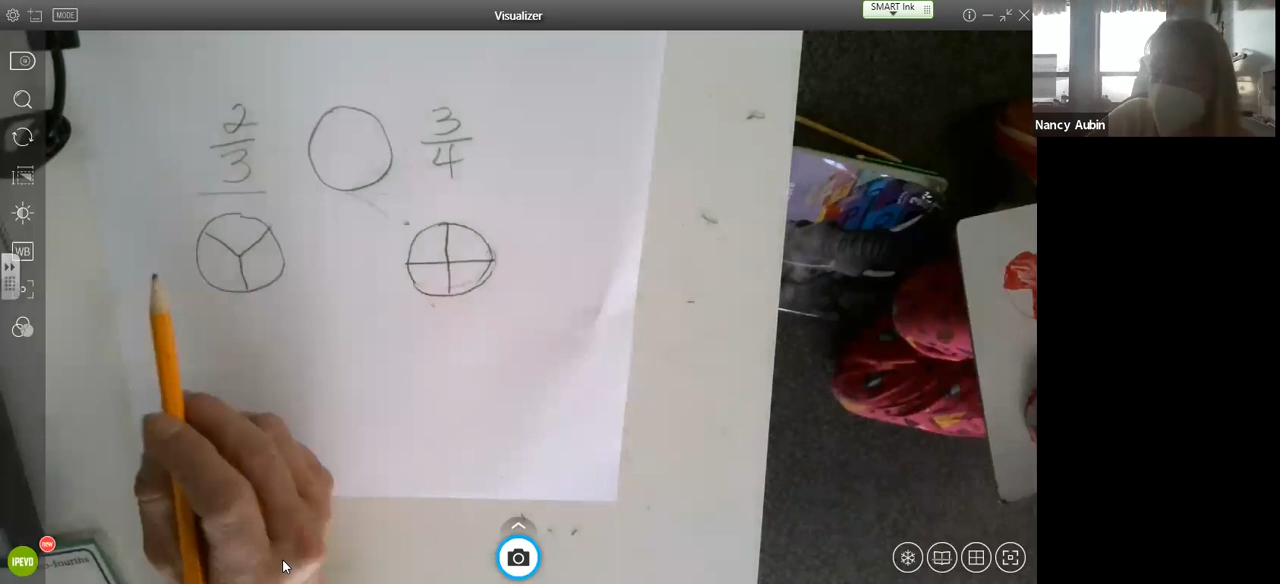 MODE
Visualizer
SMART Ink
Nancy Aubin
2
3
3
4
WB
IPEVO
new